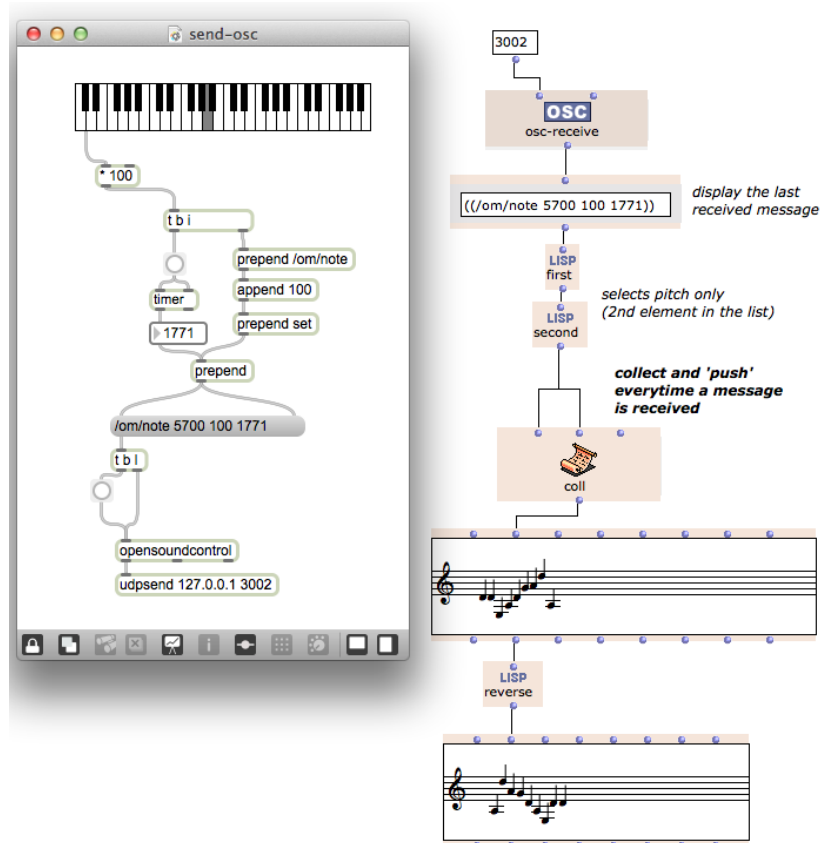 send-osc
* 100
t b i
prepend /om/note
timer
append 100
1771
prepend set
prepend
/om/note 5700 100 1771
t b l
opensoundcontrol
udpsend 127.0.0.1 3002
3002
OSC
osc-receive
((/om/note 5700 100 1771))
display the last
received message
LISP
first
LISP
second
selects pitch only
(2nd element in the list)
collect and 'push'
everytime a message
is received
coll
LISP
reverse